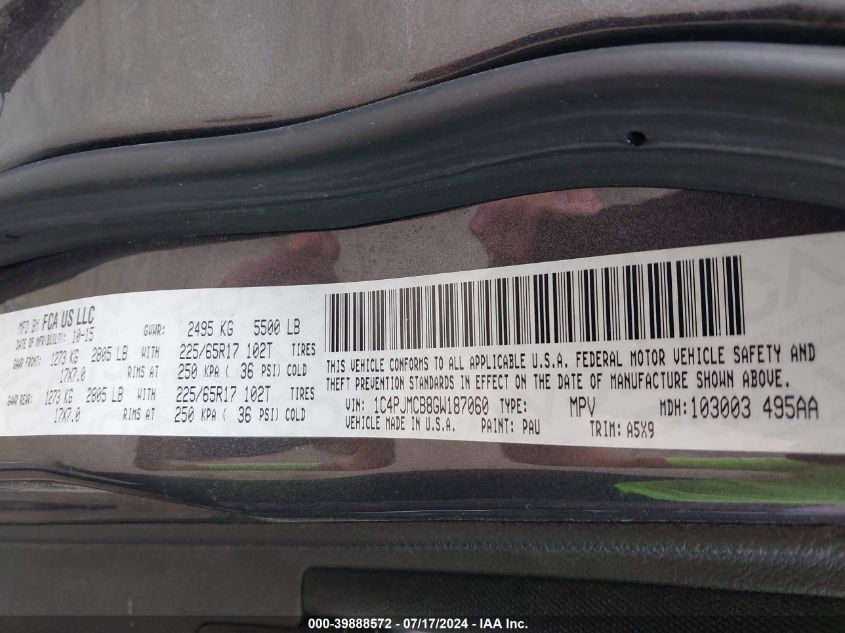 MFD BY FCA US LLC
DATE OF MFR(BUILT): 10-15 GVWR: 2495 KG 5500 LB
GAWR FRONT: 1273 KG 2805 LB WITH 225/65R17 102T TIRES
17X7.0 RIMS AT 250 KPA ( 36 PSI) COLD
GAWR REAR: 1273 KG 2805 LB WITH 225/65R17 102T TIRES
17X7.0 RIMS AT 250 KPA ( 36 PSI) COLD
THIS VEHICLE CONFORMS TO ALL APPLICABLE U.S.A. FEDERAL MOTOR VEHICLE SAFETY AND
THEFT PREVENTION STANDARDS IN EFFECT ON THE DATE OF MANUFACTURE SHOWN ABOVE.
VIN: 1C4PJMCB8GW187060 TYPE: MPV MDH: 103003 495AA
VEHICLE MADE IN U.S.A. PAINT: PAU TRIM: A5X9
000-39888572 - 07/17/2024 - IAA, Inc.